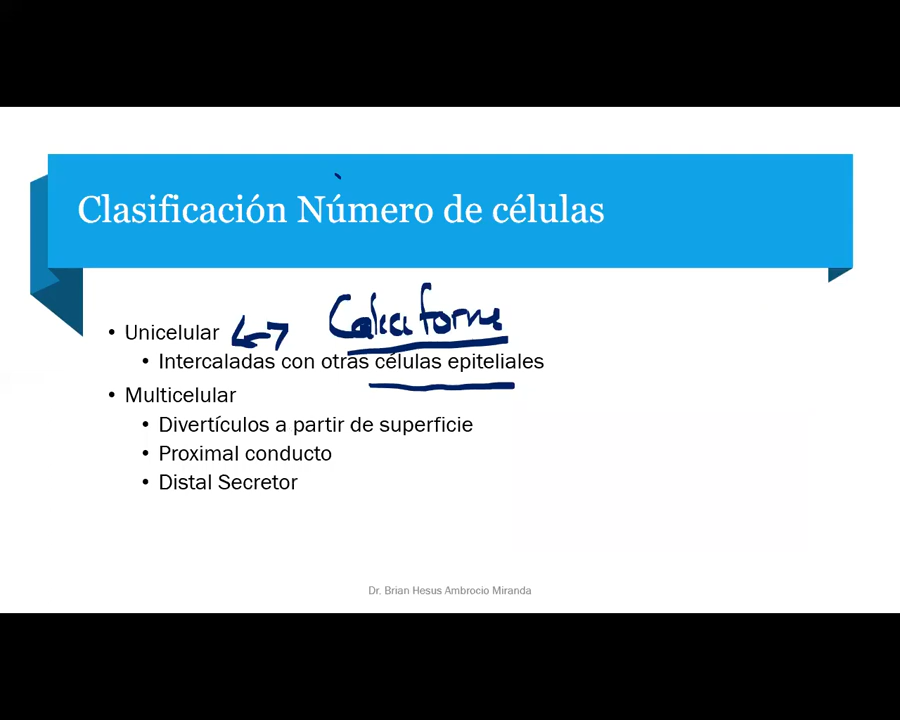 Clasificación Número de células
• Unicelular
Calciforme
• Intercaladas con otras células epiteliales
• Multicelular
• Divertículos a partir de superficie
• Proximal conducto
• Distal Secretor
Dr. Brian Hesus Ambrocio Miranda